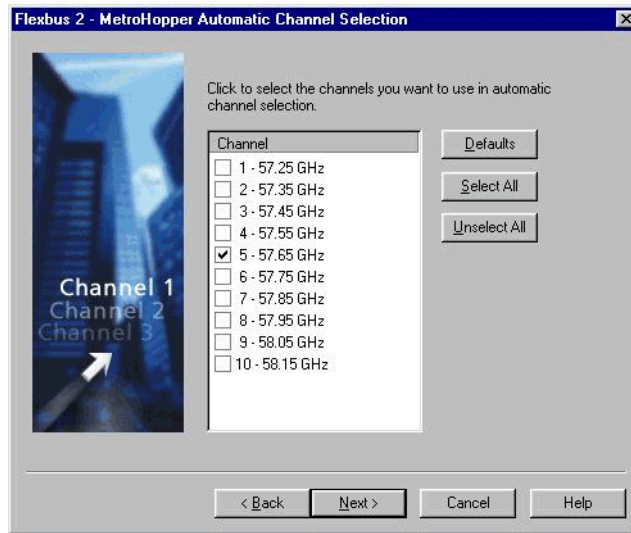 Flexbus 2 - MetroHopper Automatic Channel Selection
Click to select the channels you want to use in automatic
channel selection.
Channel
1 - 57.25 GHz
2 - 57.35 GHz
3 - 57.45 GHz
4 - 57.55 GHz
5 - 57.65 GHz
6 - 57.75 GHz
7 - 57.85 GHz
8 - 57.95 GHz
9 - 58.05 GHz
10 - 58.15 GHz
Defaults
Select All
Unselect All
Channel 1
Channel 2
Channel 3
< Back
Next >
Cancel
Help